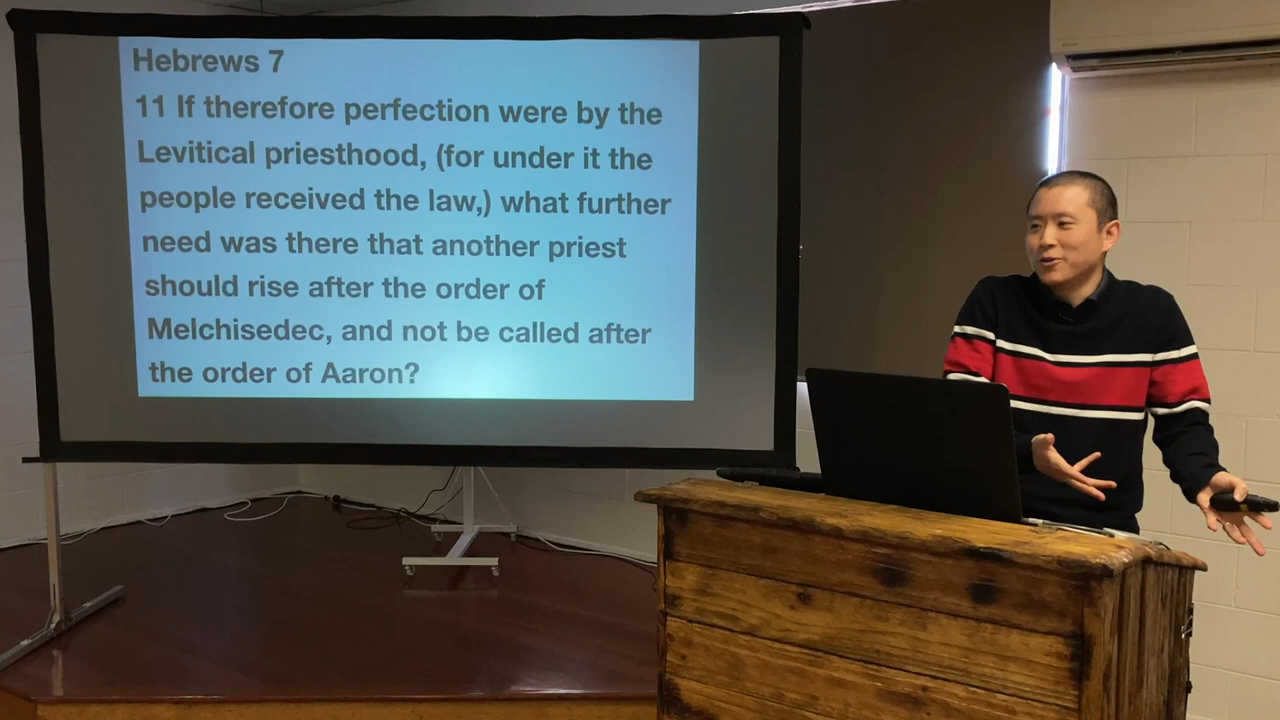 Hebrews 7
11 If therefore perfection were by the
Levitical priesthood, (for under it the
people received the law,) what further
need was there that another priest
should rise after the order of
Melchisedec, and not be called after
the order of Aaron?